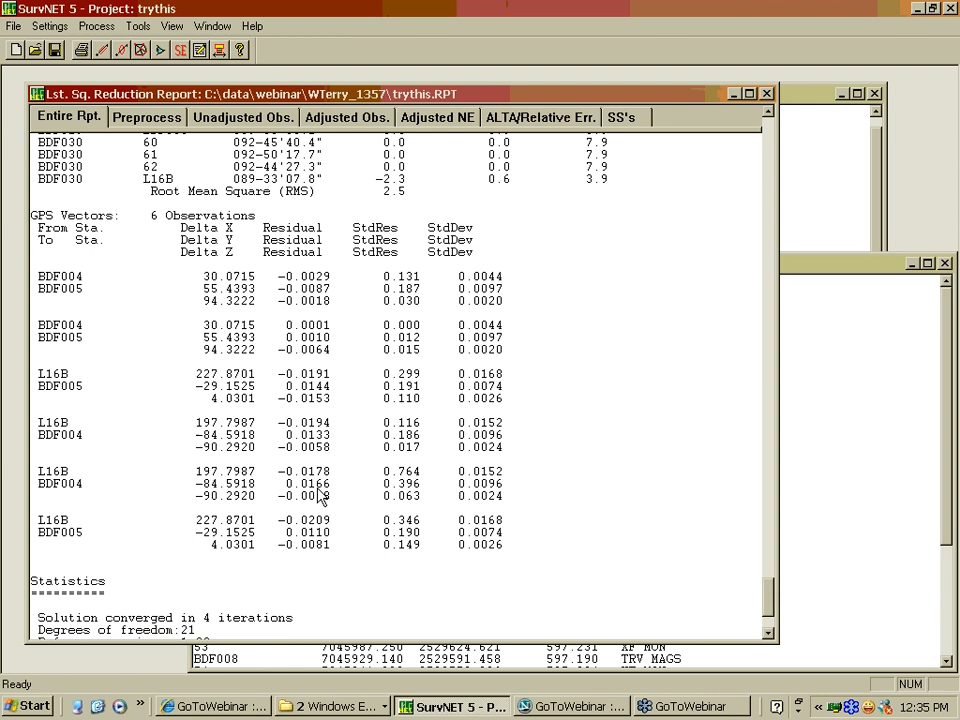 SurvNET 5 - Project: trythis
File Settings Process Tools View Window Help
SE
Lst. Sq. Reduction Report: C:\data\webinar\WTerry_1357\trythis.RPT
Entire Rpt. Preprocess Unadjusted Obs. Adjusted Obs. Adjusted NE ALTA/Relative Err. SS's
BDF030 60 092-45'40.4" 0.0 0.0 7.9
BDF030 61 092-50'17.7" 0.0 0.0 7.9
BDF030 62 092-44'27.3" 0.0 0.0 7.9
BDF030 L16B 089-33'07.8" -2.3 0.6 3.9
Root Mean Square (RMS) 2.5
GPS Vectors: 6 Observations
From Sta. Delta X Residual StdRes StdDev
To Sta. Delta Y Residual StdRes StdDev
Delta Z Residual StdRes StdDev
BDF004 30.0715 -0.0029 0.131 0.0044
BDF005 55.4393 -0.0087 0.187 0.0097
94.3222 -0.0018 0.030 0.0020
BDF004 30.0715 0.0001 0.000 0.0044
BDF005 55.4393 0.0010 0.012 0.0097
94.3222 -0.0064 0.015 0.0020
L16B 227.8701 -0.0191 0.299 0.0168
BDF005 -29.1525 0.0144 0.191 0.0074
4.0301 -0.0153 0.110 0.0026
L16B 197.7987 -0.0194 0.116 0.0152
BDF004 -84.5918 0.0133 0.186 0.0096
-90.2920 -0.0058 0.017 0.0024
L16B 197.7987 -0.0178 0.764 0.0152
BDF004 -84.5918 0.0166 0.396 0.0096
-90.2920 0.063 0.0024
L16B 227.8701 -0.0209 0.346 0.0168
BDF005 -29.1525 0.0110 0.190 0.0074
4.0301 -0.0081 0.149 0.0026
Statistics
==========
Solution converged in 4 iterations
Degrees of freedom:21
53 7045987.250 2529624.621 597.231 XF MON
BDF008 7045929.140 2529591.458 597.190 TRV MAGS
Ready NUM
Start » GoToWebinar :... 2 Windows E... SurvNET 5 - P... GoToWebinar :... GoToWebinar « 12:35 PM